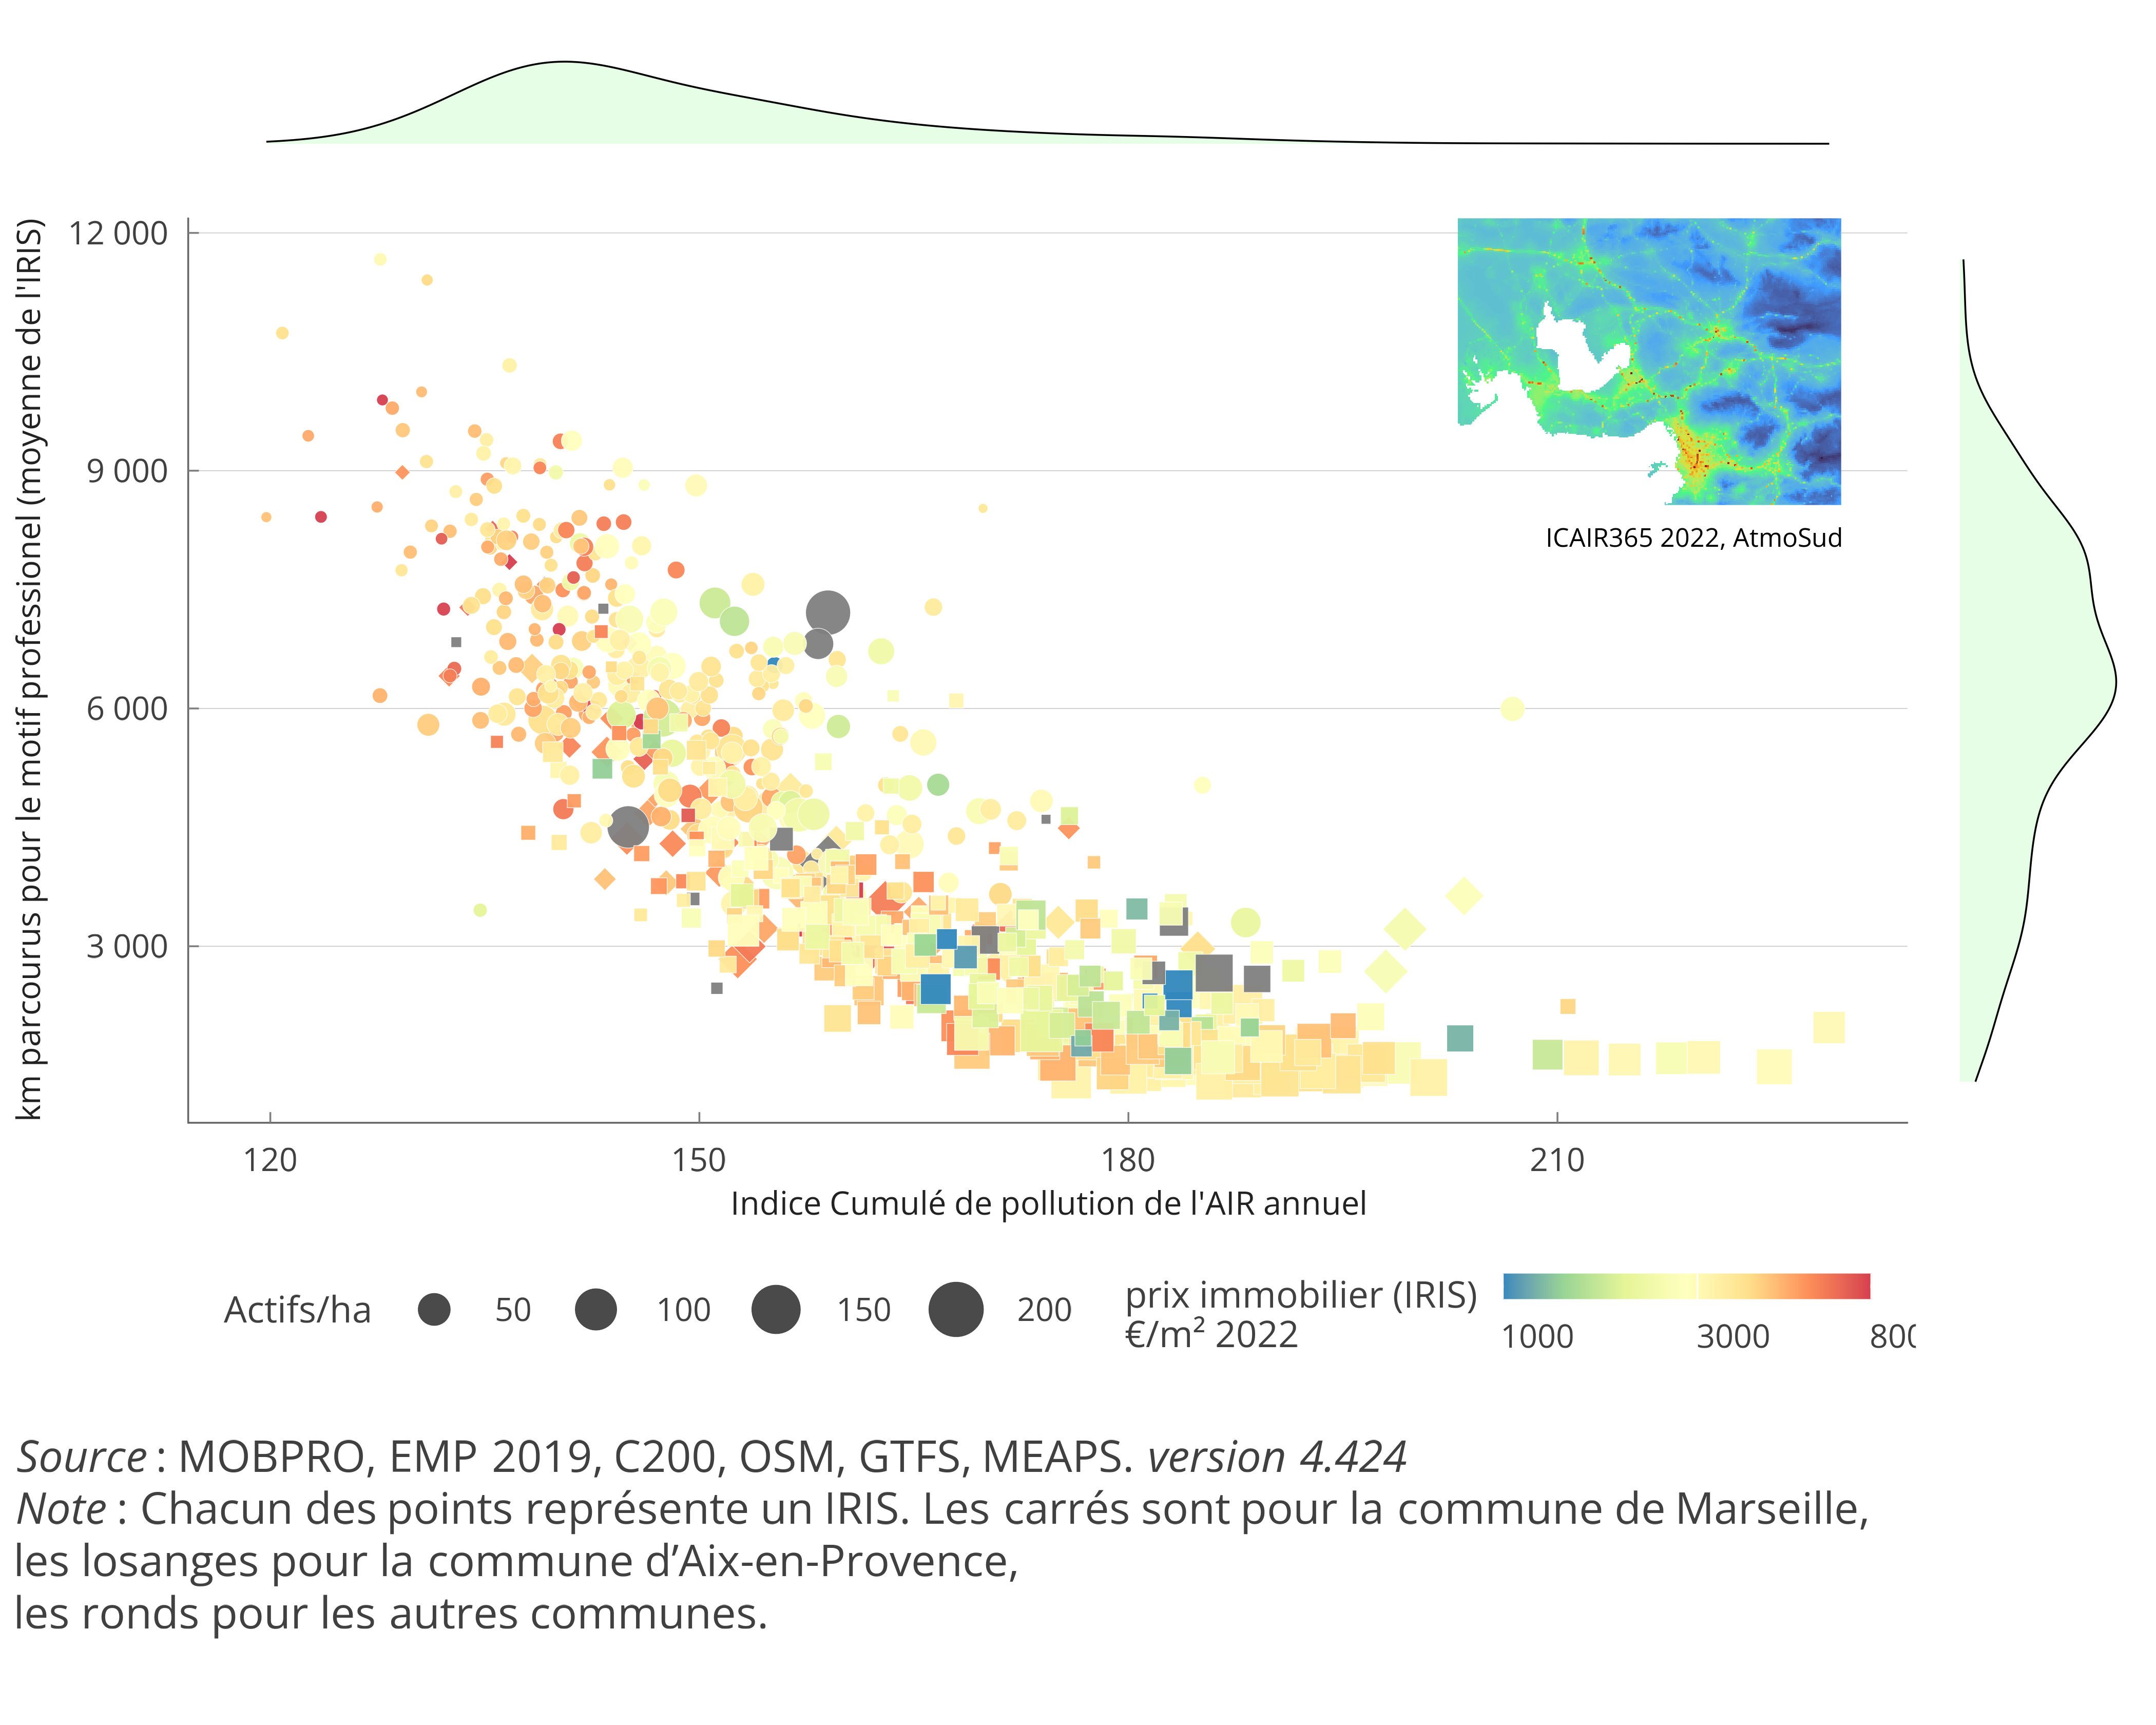 km parcourus pour le motif professionel (moyenne de l'IRIS)
12 000
9 000
6 000
3 000
ICAIR365 2022, AtmoSud
120 150 180 210
Indice Cumulé de pollution de l'AIR annuel
Actifs/ha 50 100 150 200
prix immobilier (IRIS)
€/m² 2022
1000 3000 800
Source : MOBPRO, EMP 2019, C200, OSM, GTFS, MEAPS. version 4.424
Note : Chacun des points représente un IRIS. Les carrés sont pour la commune de Marseille,
les losanges pour la commune d’Aix-en-Provence,
les ronds pour les autres communes.